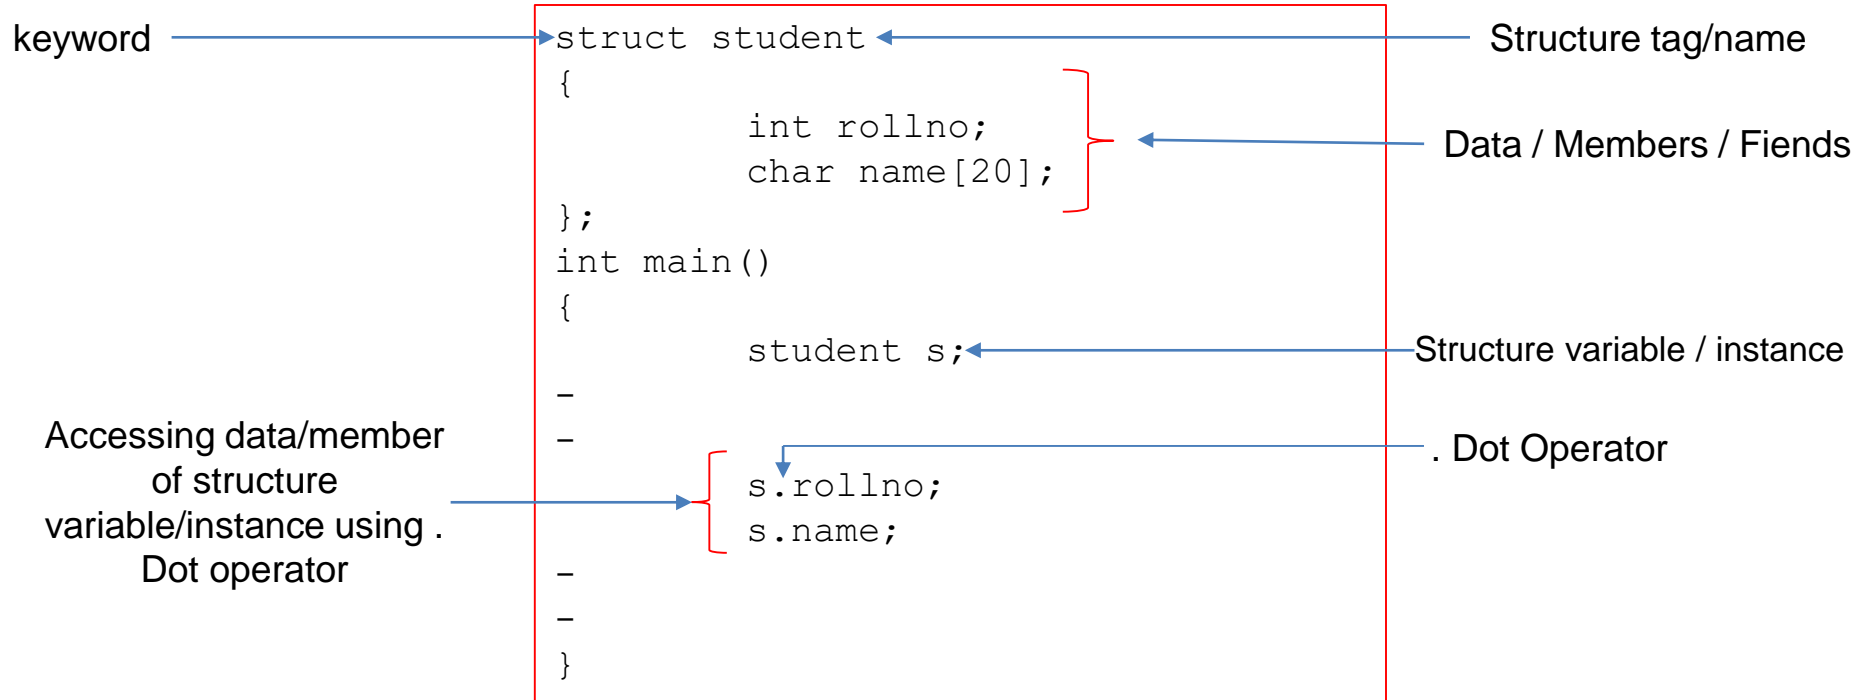 keyword
struct student
Structure tag/name
{
int rollno;
Data / Members / Fiends
char name[20];
};
int main()
{
student s;
Structure variable / instance
–
–
Accessing data/member
of structure
variable/instance using .
Dot operator
. Dot Operator
s.rollno;
s.name;
–
–
}